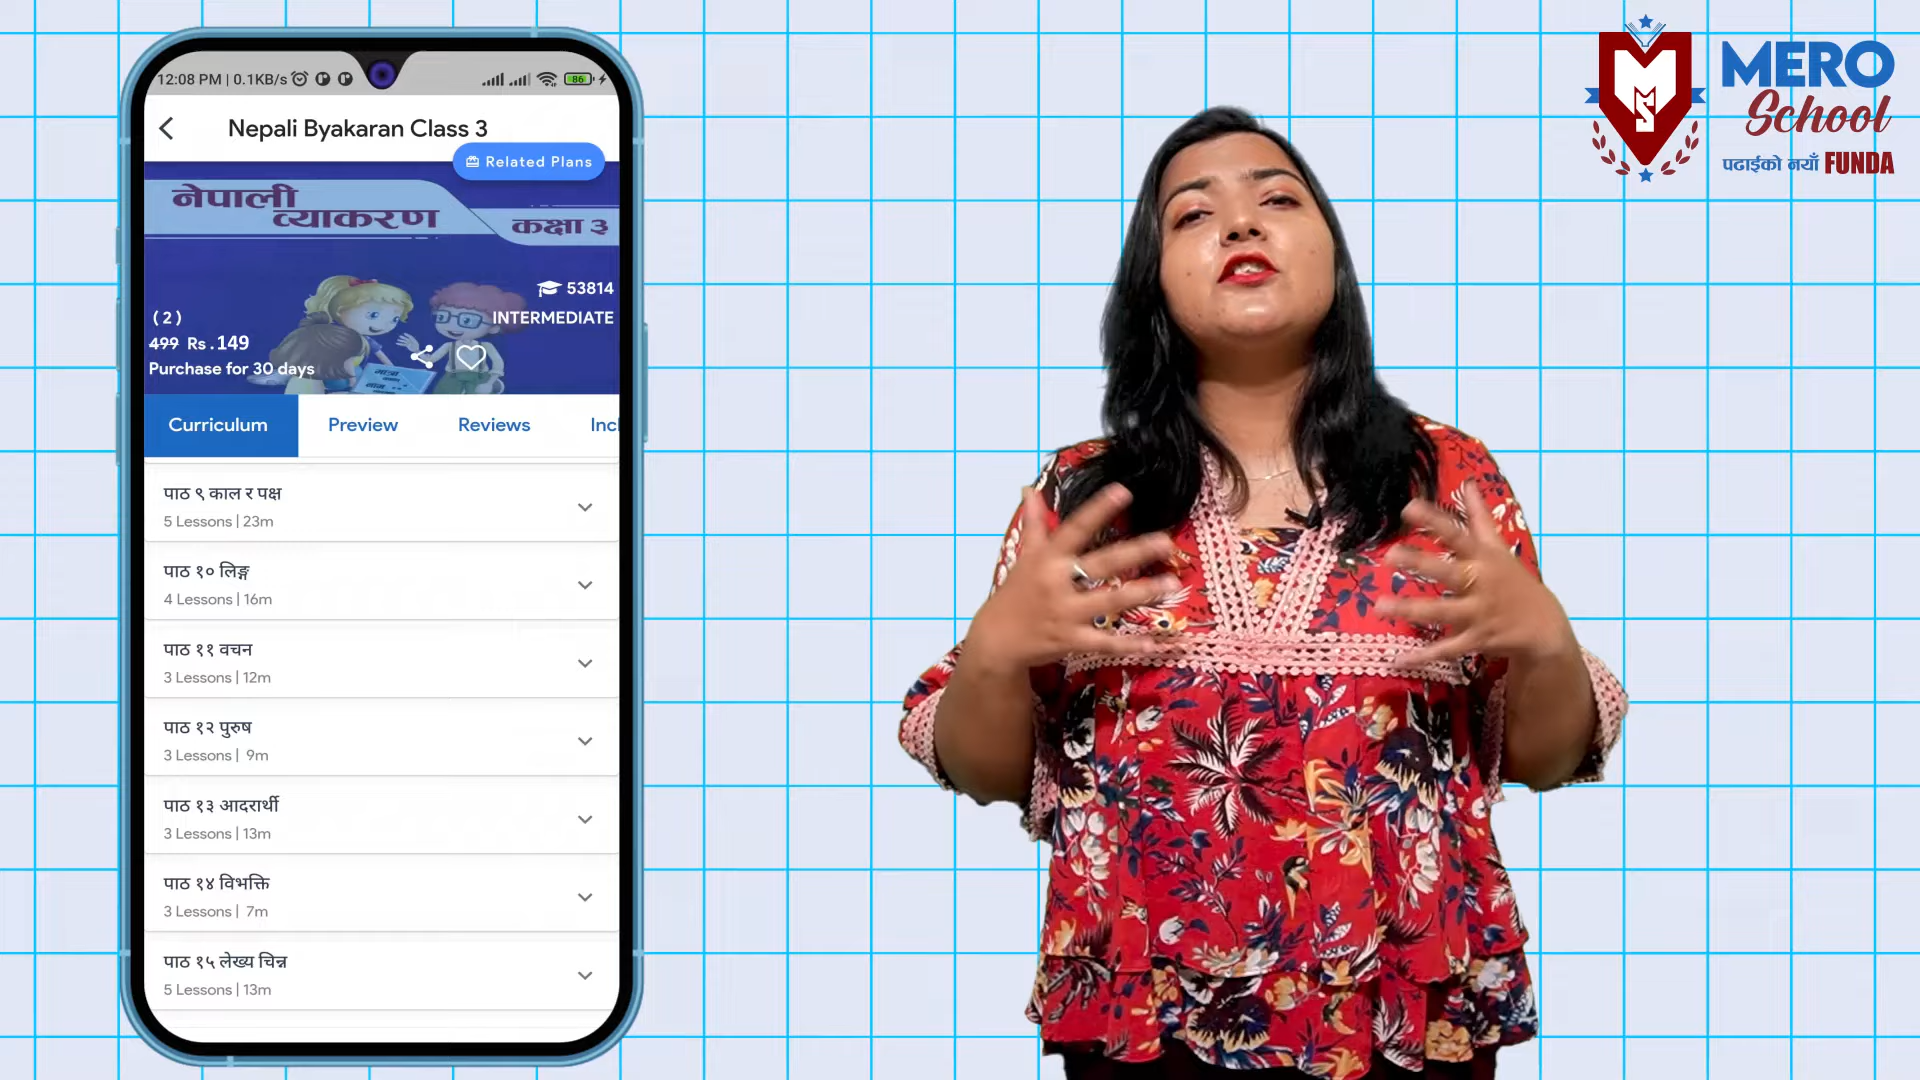 12:08 PM | 0.1KB/s
86
Nepali Byakaran Class 3
Related Plans
नेपाली
व्याकरण
कक्षा ३
53814
(2)
INTERMEDIATE
499 Rs.149
Purchase for 30 days
Curriculum
Preview
Reviews
Incl
पाठ ९ काल र पक्ष
5 Lessons | 23m
पाठ १० लिङ्ग
4 Lessons | 16m
पाठ ११ वचन
3 Lessons | 12m
पाठ १२ पुरुष
3 Lessons | 9m
पाठ १३ आदरार्थी
3 Lessons | 13m
पाठ १४ विभक्ति
3 Lessons | 7m
पाठ १५ लेख्य चिन्न
5 Lessons | 13m
MERO
School
पढाईको नयाँ FUNDA